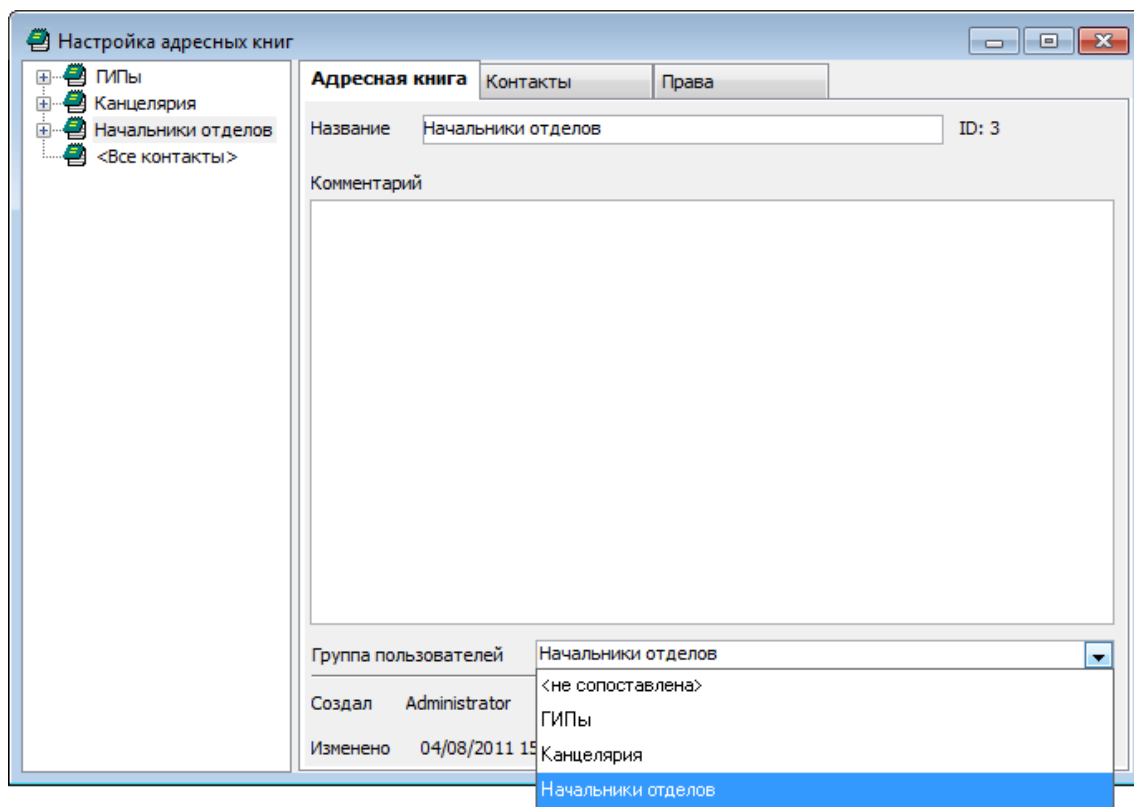 Настройка адресных книг
ГИПы
Канцелярия
Начальники отделов
<Все контакты>
Адресная книга Контакты Права
Название Начальники отделов ID: 3
Комментарий
Группа пользователей Начальники отделов
<не сопоставлена>
Создал Administrator
ГИПы
Изменено 04/08/2011 15
Канцелярия
Начальники отделов